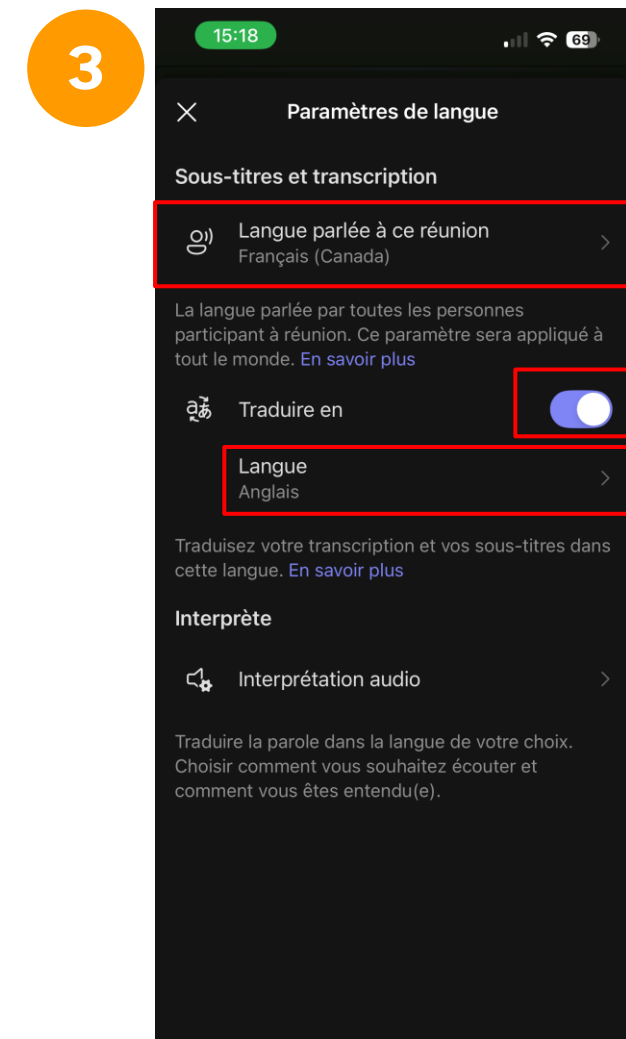 3
15:18
69
Paramètres de langue
Sous-titres et transcription
Langue parlée à ce réunion
Français (Canada)
La langue parlée par toutes les personnes
participant à réunion. Ce paramètre sera appliqué à
tout le monde. En savoir plus
Traduire en
Langue
Anglais
Traduisez votre transcription et vos sous-titres dans
cette langue. En savoir plus
Interprète
Interprétation audio
Traduire la parole dans la langue de votre choix.
Choisir comment vous souhaitez écouter et
comment vous êtes entendu(e).